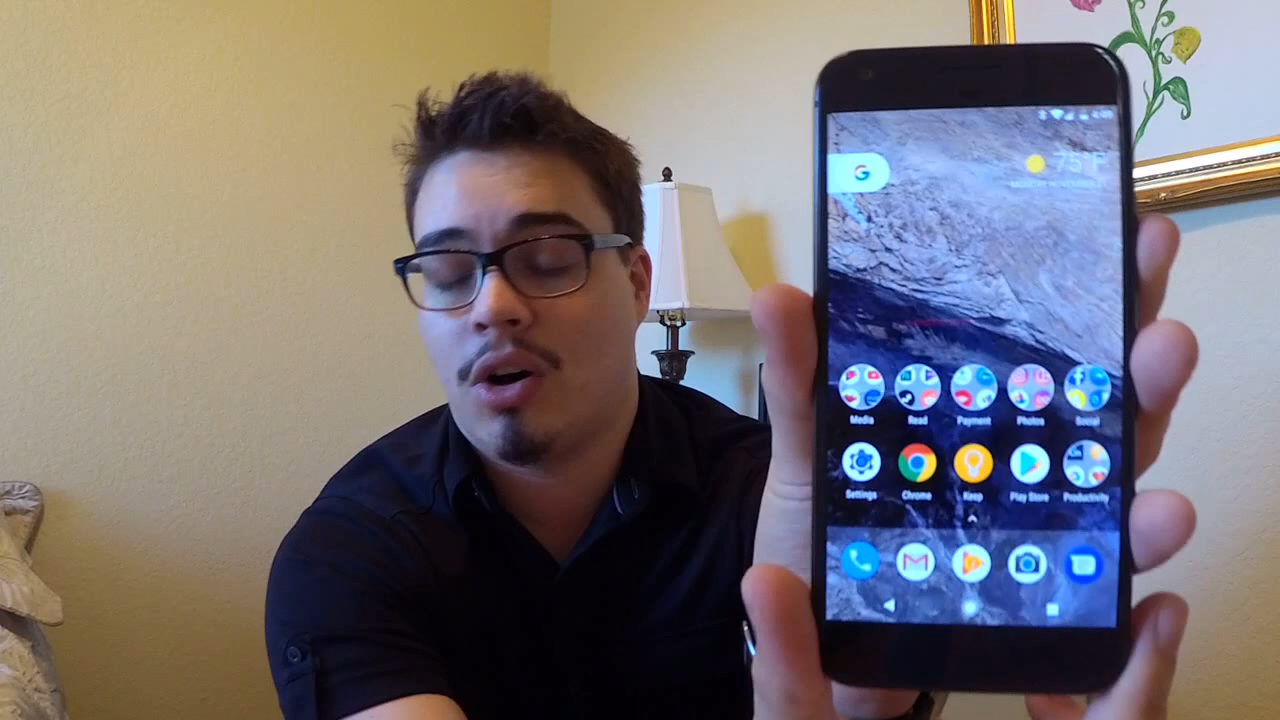 75°F
G
Media Read Payment Photos Social
Settings Chrome Keep Play Store Productivity